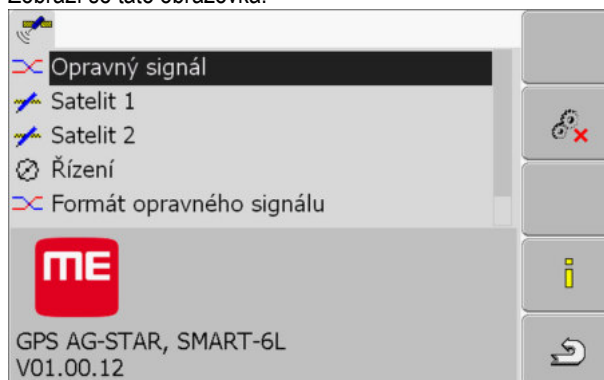 Zobrazí se tato obrazovka:
Opravný signál
Satelit 1
Satelit 2
Řízení
Formát opravného signálu
ME
GPS AG-STAR, SMART-6L
V01.00.12